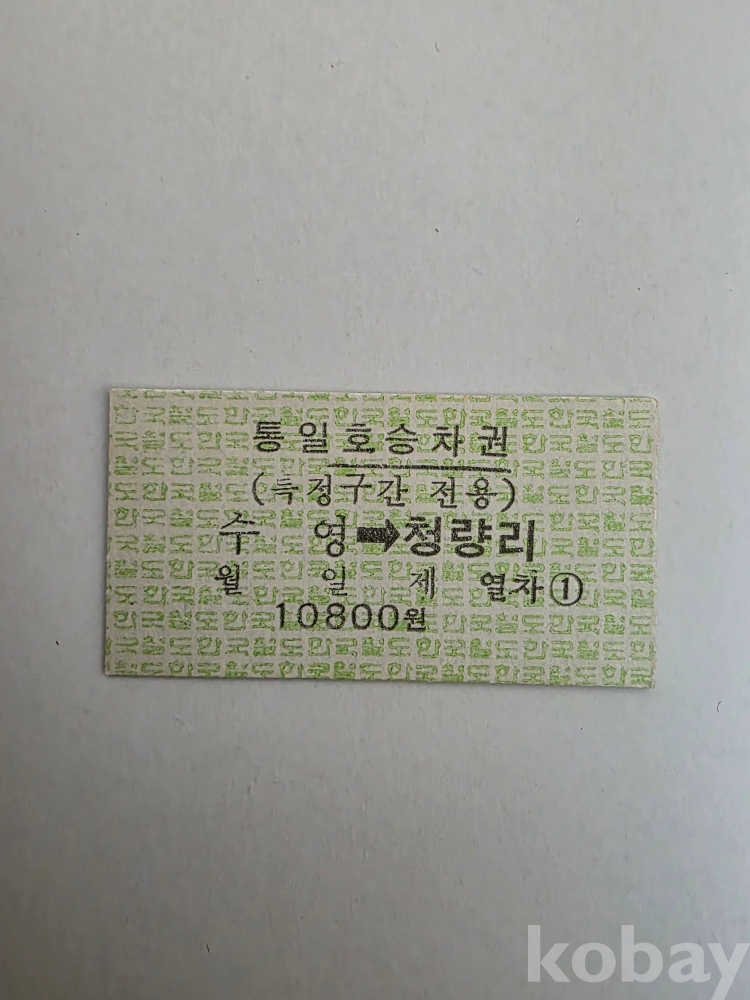 통일호승차권
(특정구간 전용)
수 영➡청량리
월 일 제 열차①
10800원
kobay